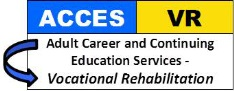 ACCES VR
Adult Career and Continuing
Education Services -
Vocational Rehabilitation